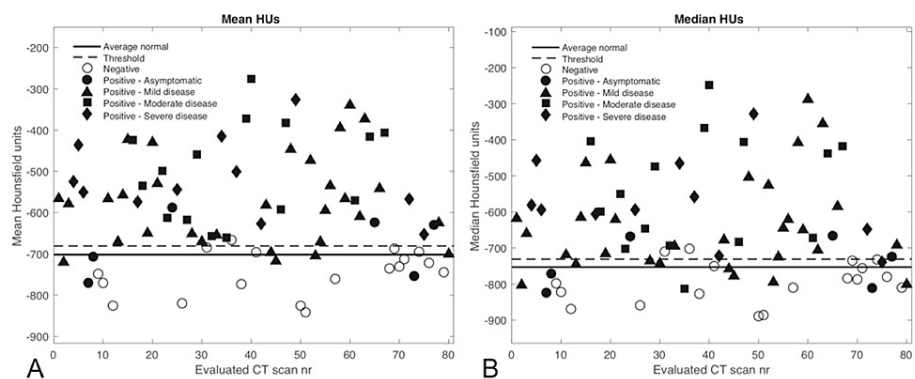 Mean HUs
-200
-300
-400
-500
-600
-700
-800
-900
Mean Hounsfield units
Average normal
Threshold
Negative
Positive - Asymptomatic
Positive - Mild disease
Positive - Moderate disease
Positive - Severe disease
0 10 20 30 40 50 60 70 80
Evaluated CT scan nr
A
Median HUs
-100
-200
-300
-400
-500
-600
-700
-800
-900
Median Hounsfield units
Average normal
Threshold
Negative
Positive - Asymptomatic
Positive - Mild disease
Positive - Moderate disease
Positive - Severe disease
0 10 20 30 40 50 60 70 80
Evaluated CT scan nr
B